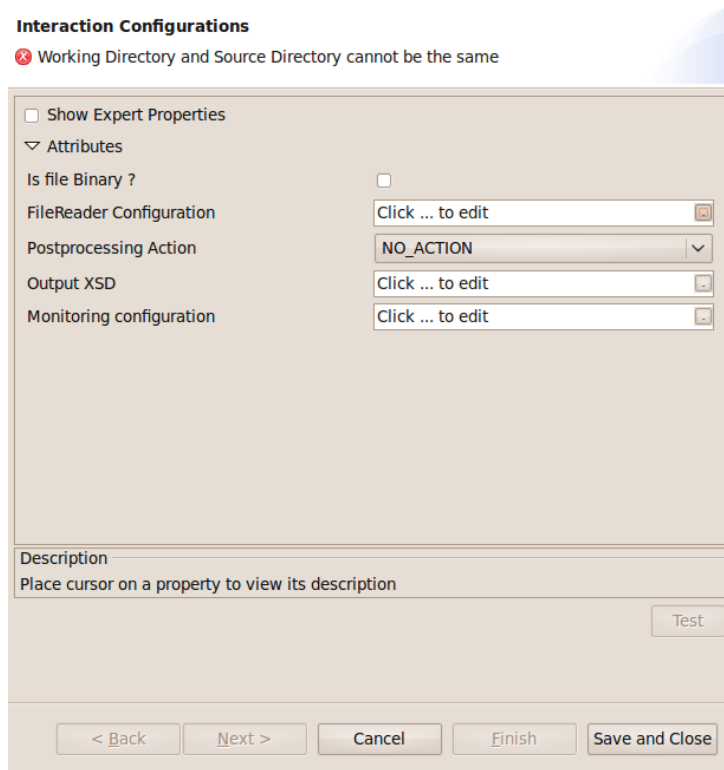 Interaction Configurations
Working Directory and Source Directory cannot be the same
Show Expert Properties
Attributes
Is file Binary ?
FileReader Configuration Click ... to edit
Postprocessing Action NO_ACTION
Output XSD Click ... to edit
Monitoring configuration Click ... to edit
Description
Place cursor on a property to view its description
Test
< Back Next > Cancel Finish Save and Close